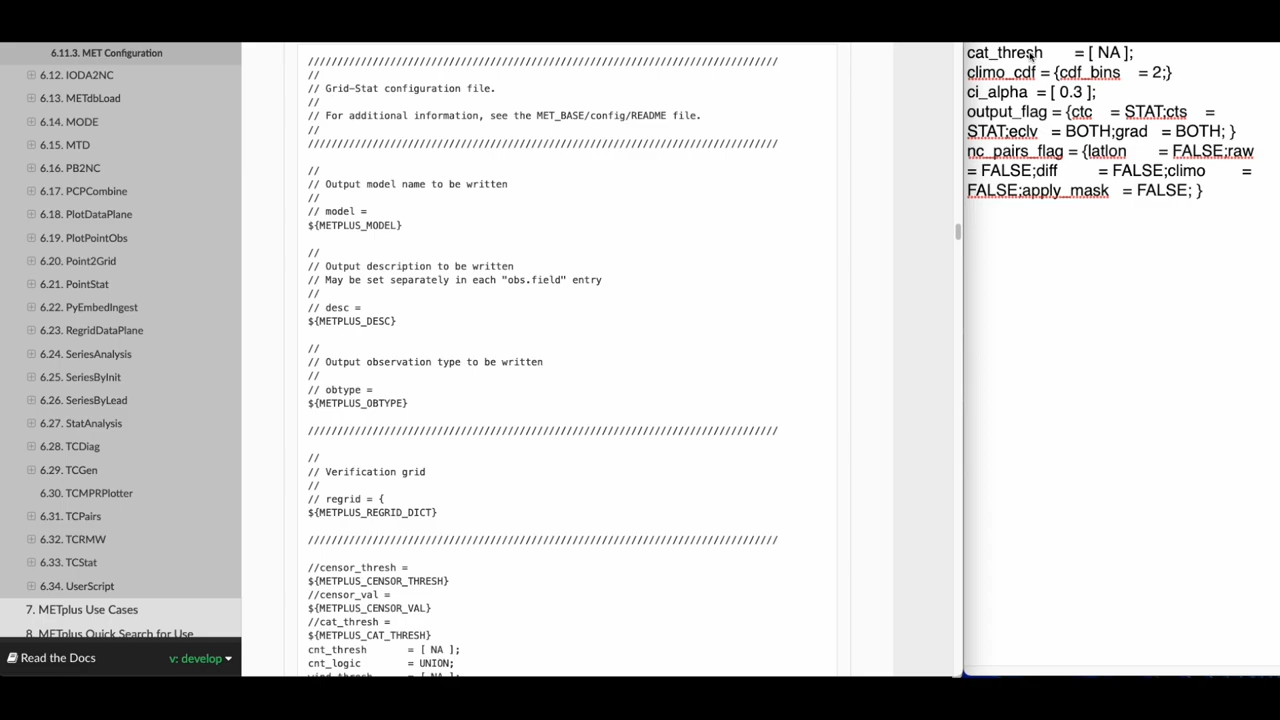 6.11.3. MET Configuration
6.12. IODA2NC
6.13. METdbLoad
6.14. MODE
6.15. MTD
6.16. PB2NC
6.17. PCPCombine
6.18. PlotDataPlane
6.19. PlotPointObs
6.20. Point2Grid
6.21. PointStat
6.22. PyEmbedIngest
6.23. RegridDataPlane
6.24. SeriesAnalysis
6.25. SeriesByInit
6.26. SeriesByLead
6.27. StatAnalysis
6.28. TCDiag
6.29. TCGen
6.30. TCMPRPlotter
6.31. TCPairs
6.32. TCRMW
6.33. TCStat
6.34. UserScript
7. METplus Use Cases
8. METplus Quick Search for Use
Read the Docs v: develop
////////////////////////////////////////////////////////////////////////////////
//
// Grid-Stat configuration file.
//
// For additional information, see the MET_BASE/config/README file.
//
////////////////////////////////////////////////////////////////////////////////
//
// Output model name to be written
//
// model =
${METPLUS_MODEL}
//
// Output description to be written
// May be set separately in each "obs.field" entry
//
// desc =
${METPLUS_DESC}
//
// Output observation type to be written
//
// obtype =
${METPLUS_OBTYPE}
////////////////////////////////////////////////////////////////////////////////
//
// Verification grid
//
// regrid = {
${METPLUS_REGRID_DICT}
////////////////////////////////////////////////////////////////////////////////
//censor_thresh =
${METPLUS_CENSOR_THRESH}
//censor_val =
${METPLUS_CENSOR_VAL}
//cat_thresh =
${METPLUS_CAT_THRESH}
cnt_thresh = [ NA ];
cnt_logic = UNION;
wind_thresh = [ NA ];
cat_thresh = [ NA ];
climo_cdf = {cdf_bins = 2;}
ci_alpha = [ 0.3 ];
output_flag = {ctc = STAT;cts =
STAT;eclv = BOTH;grad = BOTH; }
nc_pairs_flag = {latlon = FALSE;raw
= FALSE;diff = FALSE;climo =
FALSE;apply_mask = FALSE; }